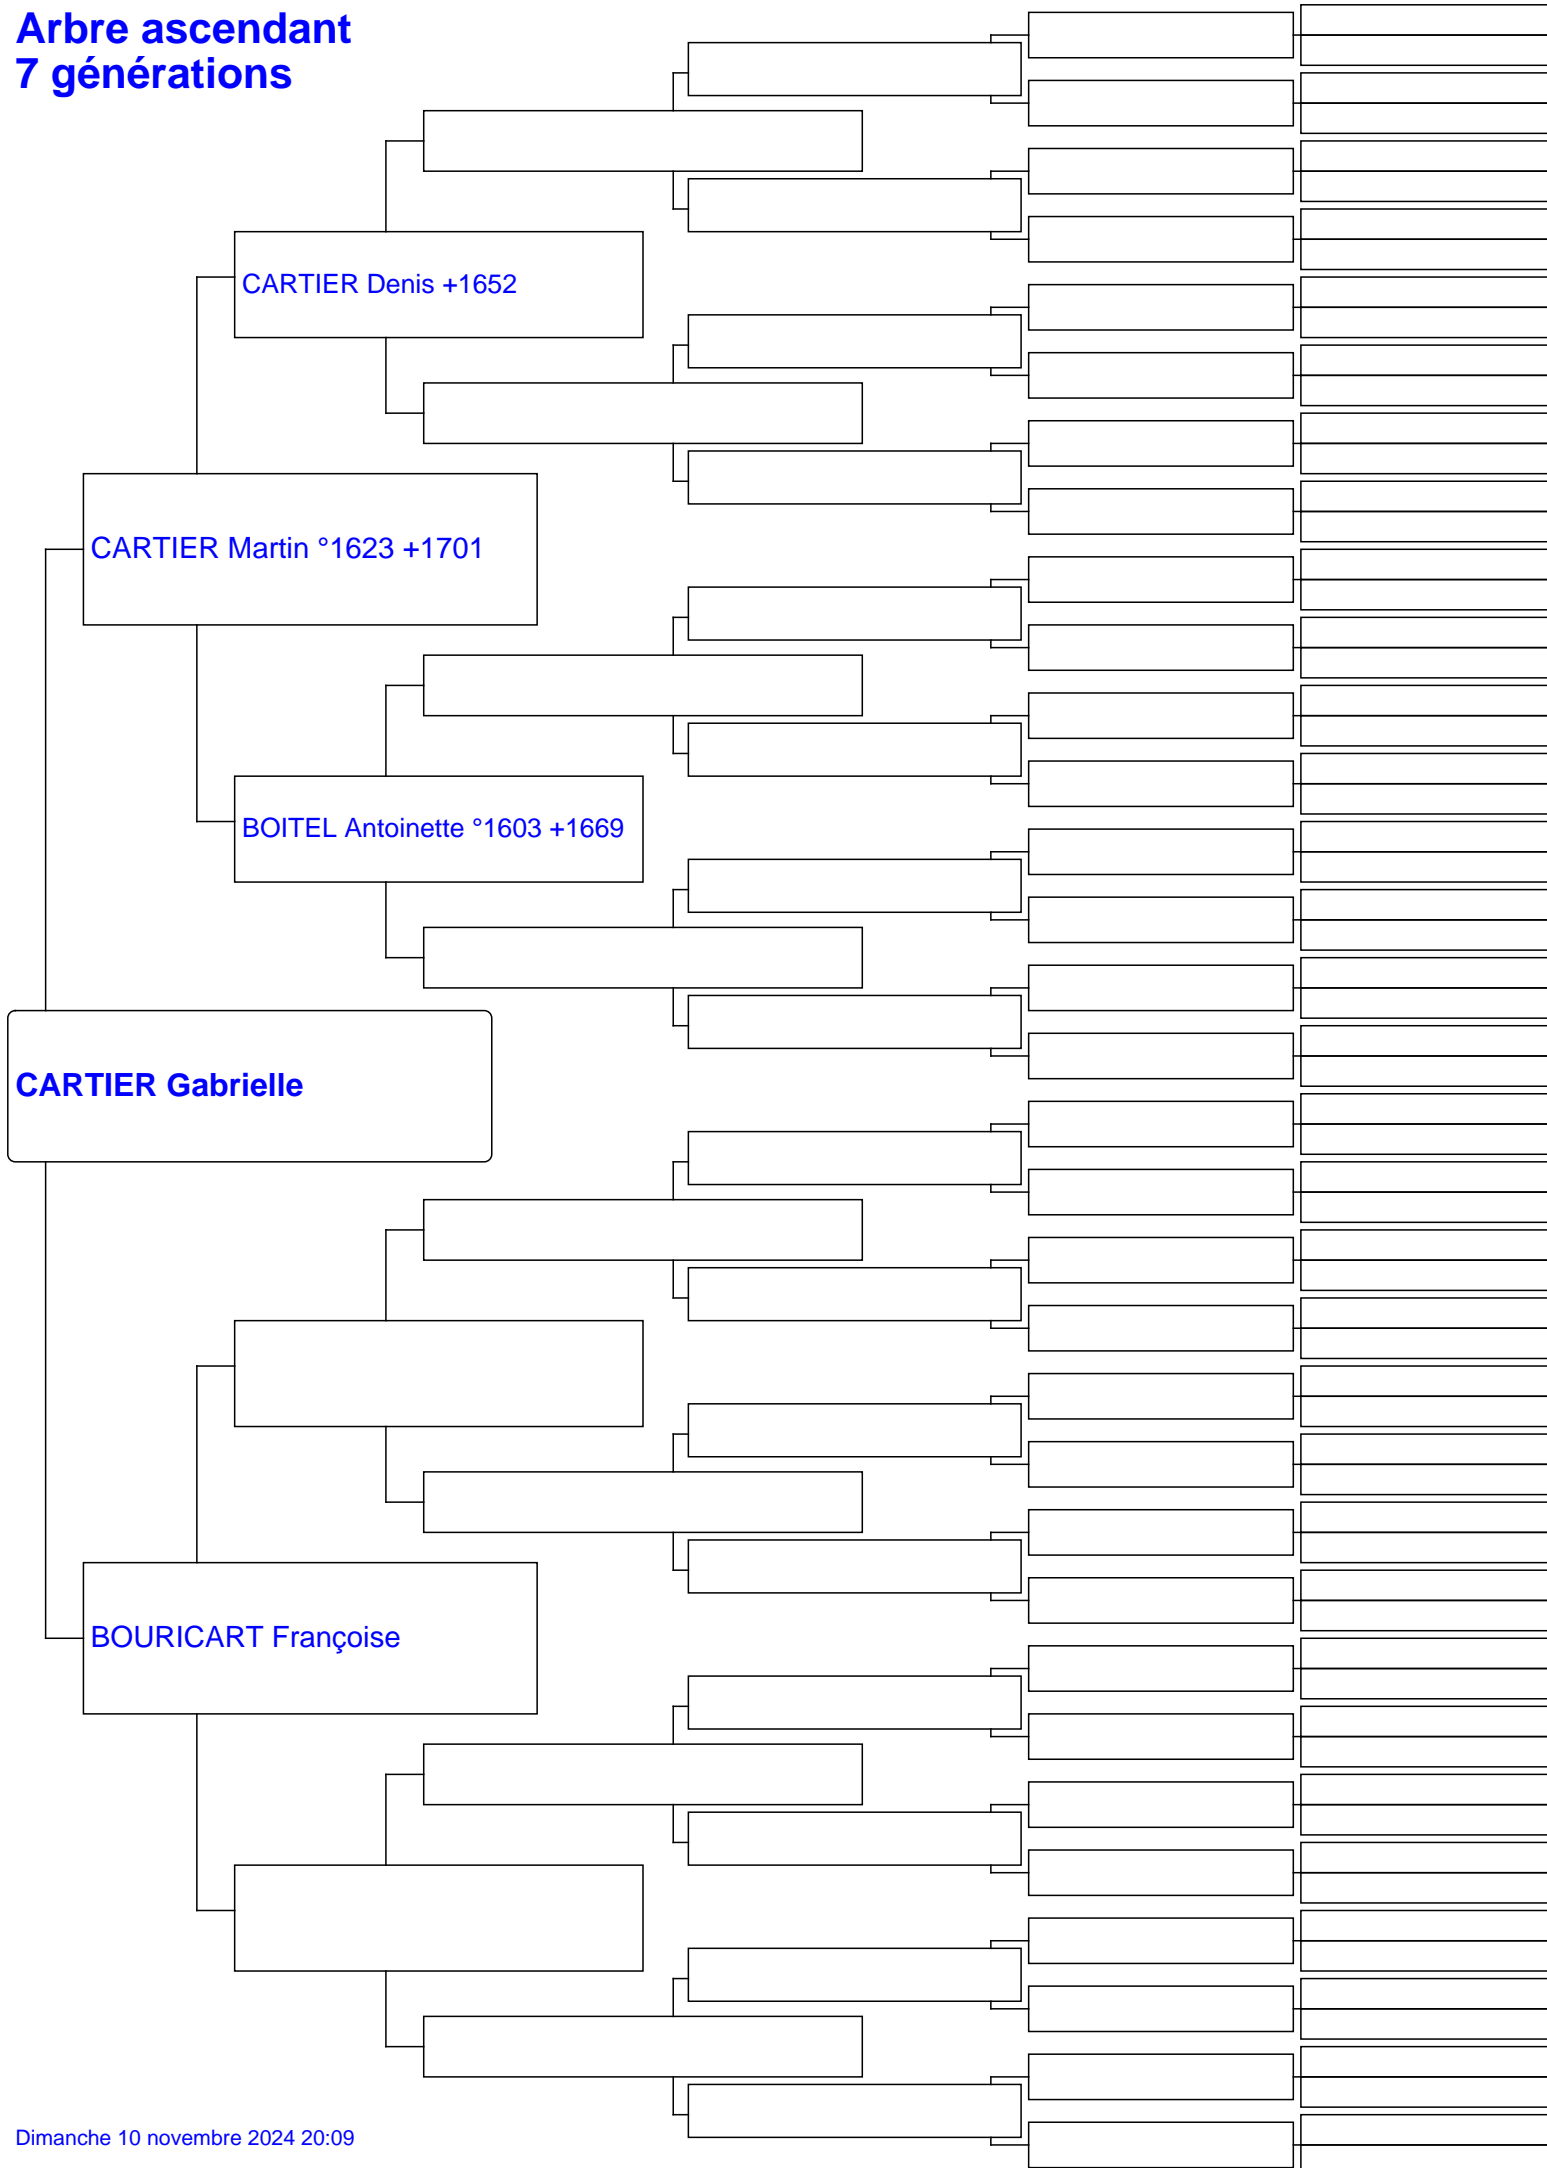 Arbre ascendant
7 générations
CARTIER Denis +1652
CARTIER Martin °1623 +1701
BOITEL Antoinette °1603 +1669
CARTIER Gabrielle
BOURICART Françoise
Dimanche 10 novembre 2024 20:09